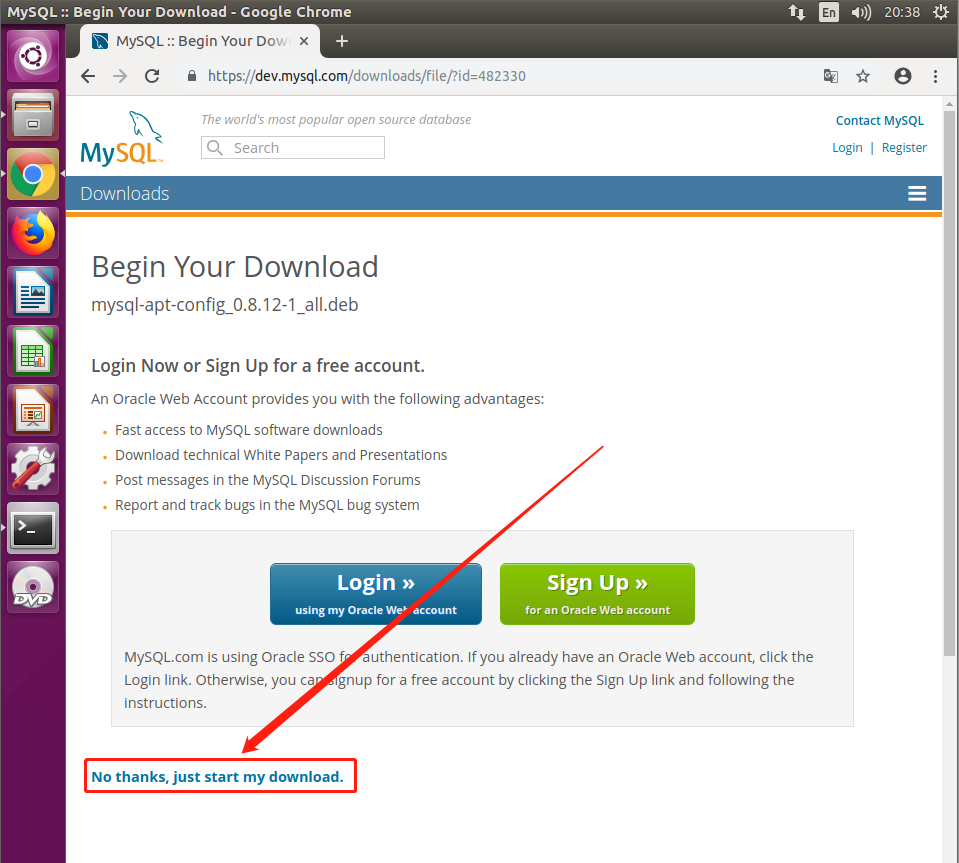 MySQL :: Begin Your Download - Google Chrome
En
20:38
MySQL :: Begin Your Dow
https://dev.mysql.com/downloads/file/?id=482330
MySQL™
The world's most popular open source database
Search
Contact MySQL
Login | Register
Downloads
Begin Your Download
mysql-apt-config_0.8.12-1_all.deb
Login Now or Sign Up for a free account.
An Oracle Web Account provides you with the following advantages:
Fast access to MySQL software downloads
Download technical White Papers and Presentations
Post messages in the MySQL Discussion Forums
Report and track bugs in the MySQL bug system
Login »
using my Oracle Web account
Sign Up »
for an Oracle Web account
MySQL.com is using Oracle SSO for authentication. If you already have an Oracle Web account, click the
Login link. Otherwise, you can signup for a free account by clicking the Sign Up link and following the
instructions.
No thanks, just start my download.
DVD